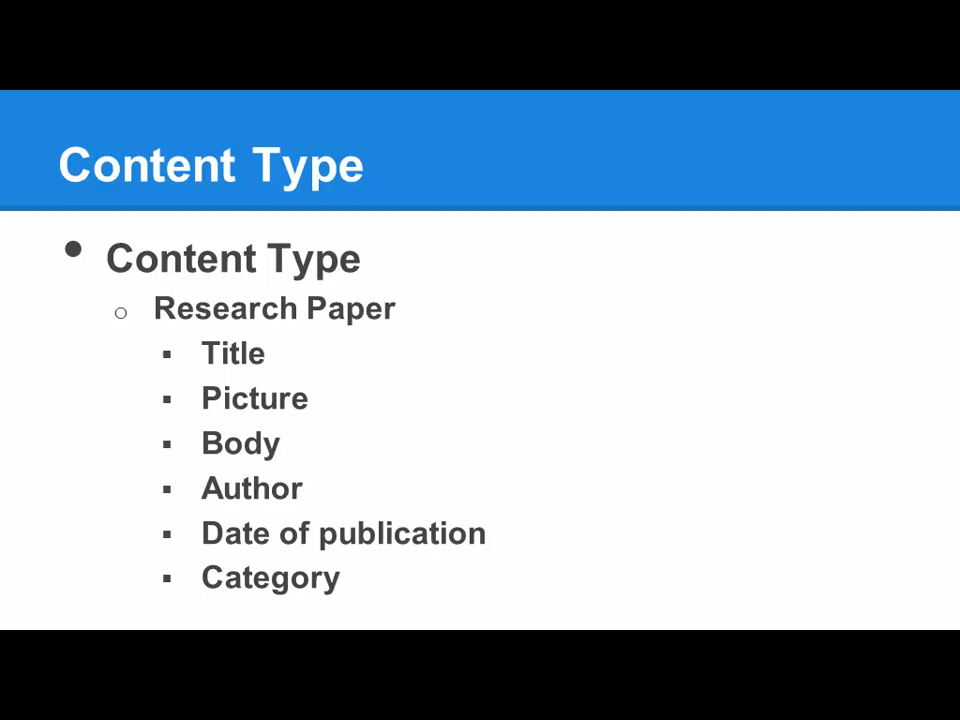 Content Type
• Content Type
o Research Paper
▪ Title
▪ Picture
▪ Body
▪ Author
▪ Date of publication
▪ Category